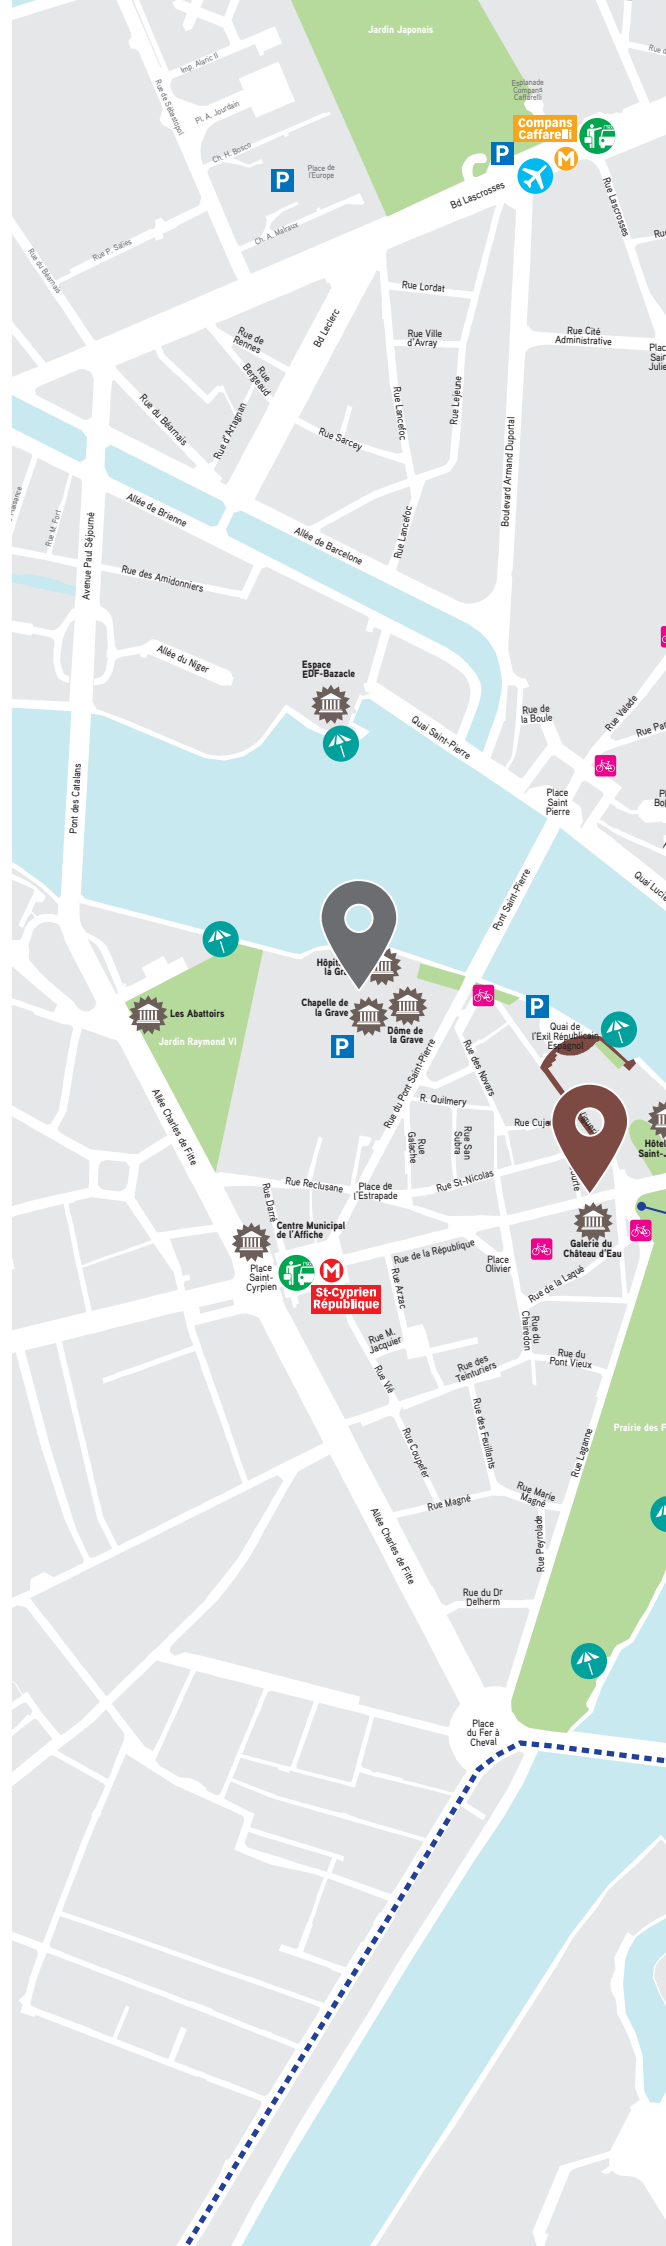 Jardin Japonais
Imp. Alaric II
Rue de Sébastopol
Pl. A. Jourdain
Ch. H. Bosco
Place de
l'Europe
P
Esplanade
Compans
Caffarelli
Compans
Caffarelli
P
M
Bd Lascrosses
Rue Lascrosses
Rue P. Salies
Ch. A. Malraux
Rue du Béarnais
Rue Lordat
Bd Leclerc
Rue de
Rennes
Rue
Bergeaud
Rue Ville
d'Avray
Rue Cité
Administrative
Rue du Béarnais
Rue d'Artagnan
Rue Sarcey
Rue Lancefoc
Rue Lejeune
Boulevard Armand Duportal
Rue M. Fort
Avenue Paul Séjourné
Allée de Brienne
Allée de Barcelone
Rue Lancefoc
Rue des Amidonniers
Allée du Niger
Espace
EDF-Bazacle
Quai Saint-Pierre
Rue de
la Boule
Rue Valade
Pont des Catalans
Place
Saint
Pierre
Pont Saint-Pierre
Les Abattoirs
Jardin Raymond VI
Chapelle de
la Grave
Dôme de
la Grave
P
P
Quai de
l'Exil Républicain
Espagnol
Rue du Pont Saint-Pierre
Rue des Novars
R. Quilmery
Rue
Galache
Rue San
Subra
Allée Charles de Fitte
Rue Reclusane
Place de
l'Estrapade
Rue St-Nicolas
Rue Darré
Centre Municipal
de l'Affiche
Place
Saint-
Cyrpien
M
St-Cyprien
République
Rue de la République
Rue Arzac
Place
Olivier
Galerie du
Château d'Eau
Rue de la Laqué
Rue du
Chairedon
Rue M.
Jacquier
Rue Vié
Rue des
Teinturiers
Rue du
Pont Vieux
Rue des Feuillants
Rue Coupefer
Rue Laganne
Prairie des F
Rue Magné
Rue Marie
Magné
Rue Peyrolade
Allée Charles de Fitte
Rue du Dr
Delherm
Place
du Fer à
Cheval